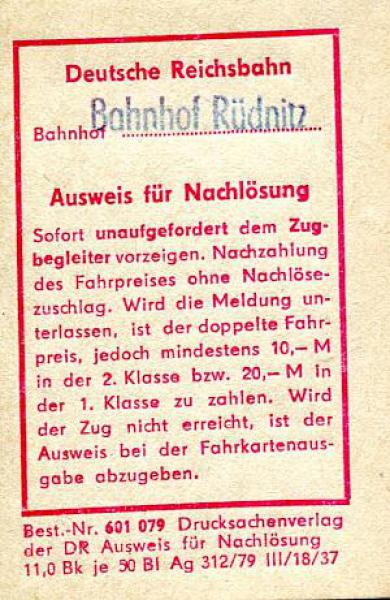 Deutsche Reichsbahn
Bahnhof Bahnhof Rüdnitz
Ausweis für Nachlösung
Sofort unaufgefordert dem Zug-
begleiter vorzeigen. Nachzahlung
des Fahrpreises ohne Nachlöse-
zuschlag. Wird die Meldung un-
terlassen, ist der doppelte Fahr-
preis, jedoch mindestens 10,— M
in der 2. Klasse bzw. 20,— M in
der 1. Klasse zu zahlen. Wird
der Zug nicht erreicht, ist der
Ausweis bei der Fahrkartenaus-
gabe abzugeben.
Best.-Nr. 601 079 Drucksachenverlag
der DR Ausweis für Nachlösung
11,0 Bk je 50 Bl Ag 312/79 III/18/37